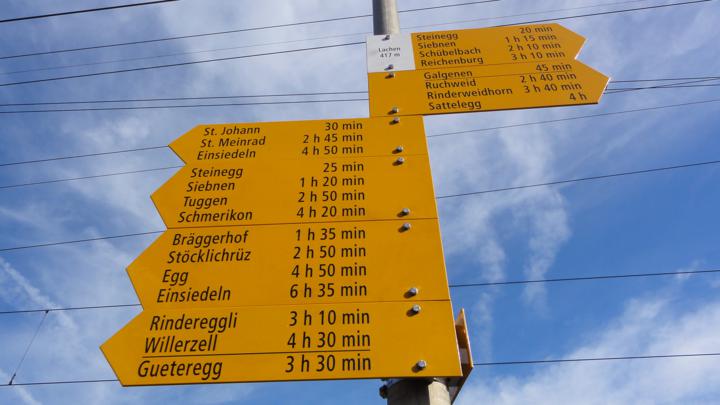 Lachen
417 m
Steinegg 20 min
Siebnen 1 h 15 min
Schübelbach 2 h 10 min
Reichenburg 3 h 10 min
Galgenen 45 min
Ruchweid 2 h 40 min
Rinderweidhorn 3 h 40 min
Sattelegg 4 h
St. Johann 30 min
St. Meinrad 2 h 45 min
Einsiedeln 4 h 50 min
Steinegg 25 min
Siebnen 1 h 20 min
Tuggen 2 h 50 min
Schmerikon 4 h 20 min
Bräggerhof 1 h 35 min
Stöcklichrüz 2 h 50 min
Egg 4 h 50 min
Einsiedeln 6 h 35 min
Rindereggli 3 h 10 min
Willerzell 4 h 30 min
Gueteregg 3 h 30 min